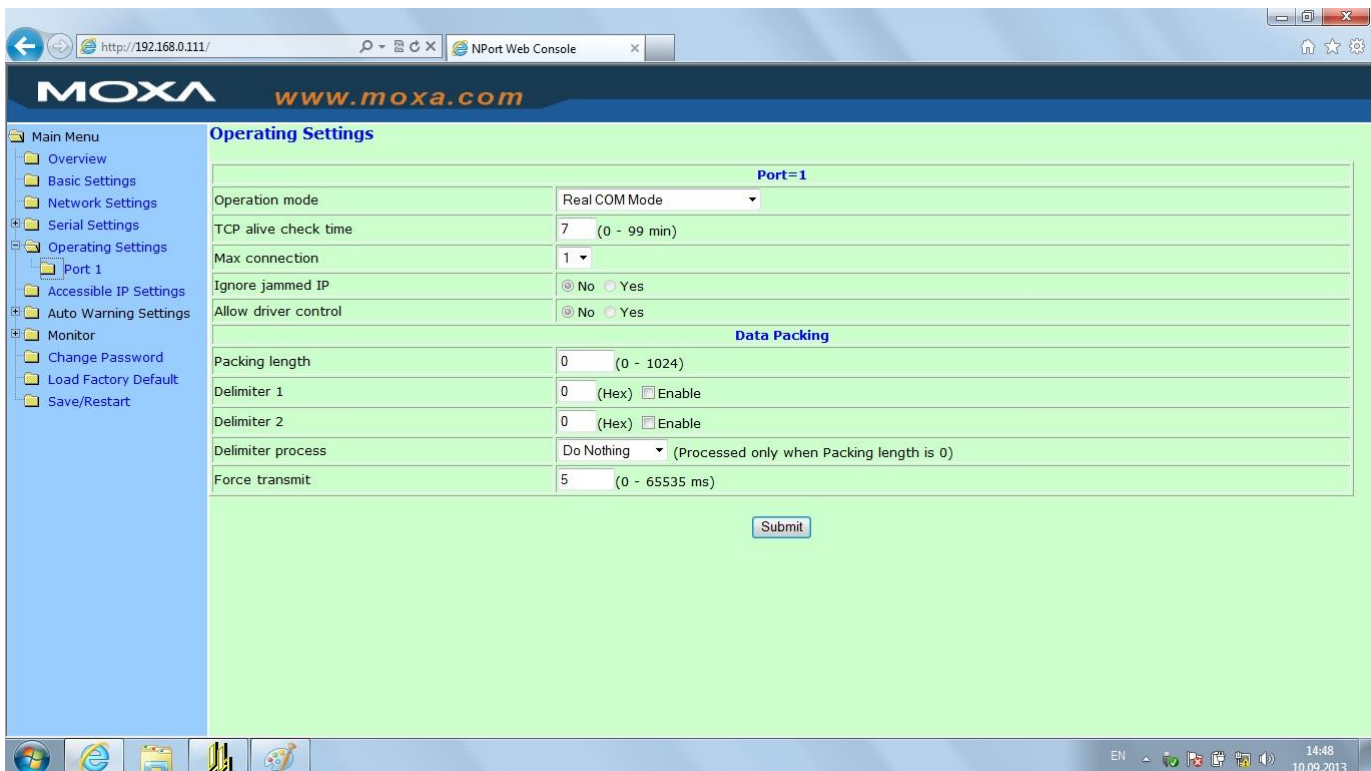 http://192.168.0.111/
NPort Web Console
MOXA www.moxa.com
Main Menu
Overview
Basic Settings
Network Settings
Serial Settings
Operating Settings
Port 1
Accessible IP Settings
Auto Warning Settings
Monitor
Change Password
Load Factory Default
Save/Restart
Operating Settings
Port=1
Operation mode Real COM Mode
TCP alive check time 7 (0 - 99 min)
Max connection 1
Ignore jammed IP No Yes
Allow driver control No Yes
Data Packing
Packing length 0 (0 - 1024)
Delimiter 1 0 (Hex) Enable
Delimiter 2 0 (Hex) Enable
Delimiter process Do Nothing (Processed only when Packing length is 0)
Force transmit 5 (0 - 65535 ms)
Submit
EN 14:48
10.09.2013